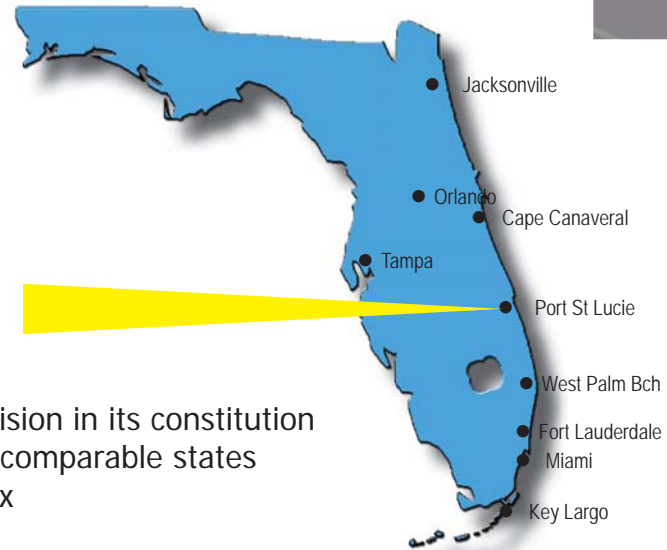 Jacksonville
Orlando
Cape Canaveral
Tampa
Port St Lucie
West Palm Bch
ision in its constitution
Fort Lauderdale
comparable states
Miami
x
Key Largo